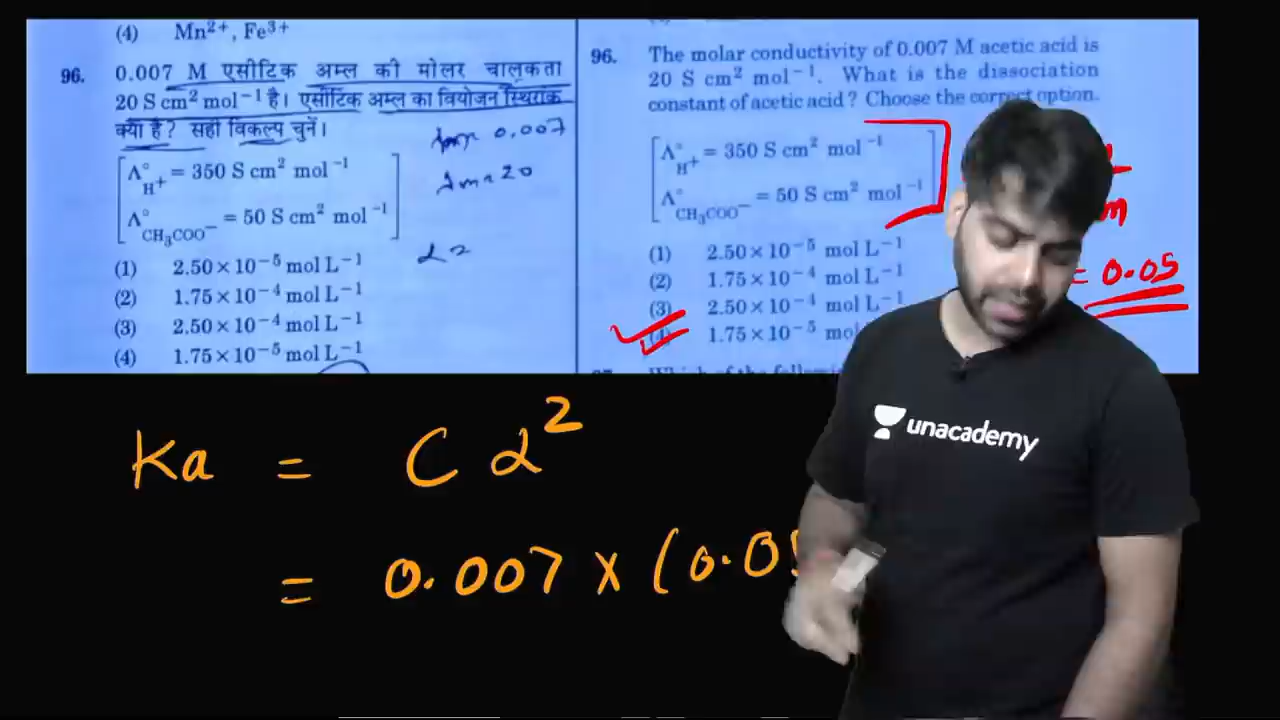 (4) Mn²⁺, Fe³⁺
96. 0.007 M एसीटिक अम्ल की मोलर चालकता
20 S cm² mol⁻¹ है। एसीटिक अम्ल का वियोजन स्थिरांक
क्या है? सही विकल्प चुनें।
0.007
Λ°H⁺ = 350 S cm² mol⁻¹
Λm = 20
Λ°CH₃COO⁻ = 50 S cm² mol⁻¹
α =
(1) 2.50 × 10⁻⁵ mol L⁻¹
(2) 1.75 × 10⁻⁴ mol L⁻¹
(3) 2.50 × 10⁻⁴ mol L⁻¹
(4) 1.75 × 10⁻⁵ mol L⁻¹
96. The molar conductivity of 0.007 M acetic acid is
20 S cm² mol⁻¹. What is the dissociation
constant of acetic acid? Choose the correct option.
Λ°H⁺ = 350 S cm² mol⁻¹
Λ°CH₃COO⁻ = 50 S cm² mol⁻¹
m
(1) 2.50 × 10⁻⁵ mol L⁻¹
(2) 1.75 × 10⁻⁴ mol L⁻¹
= 0.05
(3) 2.50 × 10⁻⁴ mol L⁻¹
(4) 1.75 × 10⁻⁵ mo
Ka = C α²
= 0.007 × (0.0
unacademy